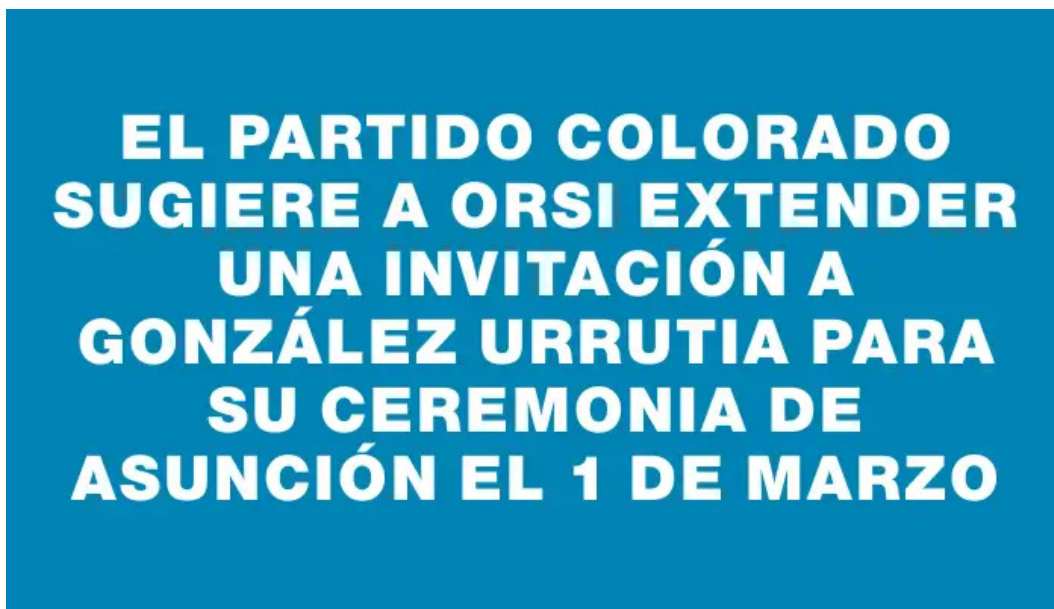 EL PARTIDO COLORADO
SUGIERE A ORSI EXTENDER
UNA INVITACIÓN A
GONZÁLEZ URRUTIA PARA
SU CEREMONIA DE
ASUNCIÓN EL 1 DE MARZO